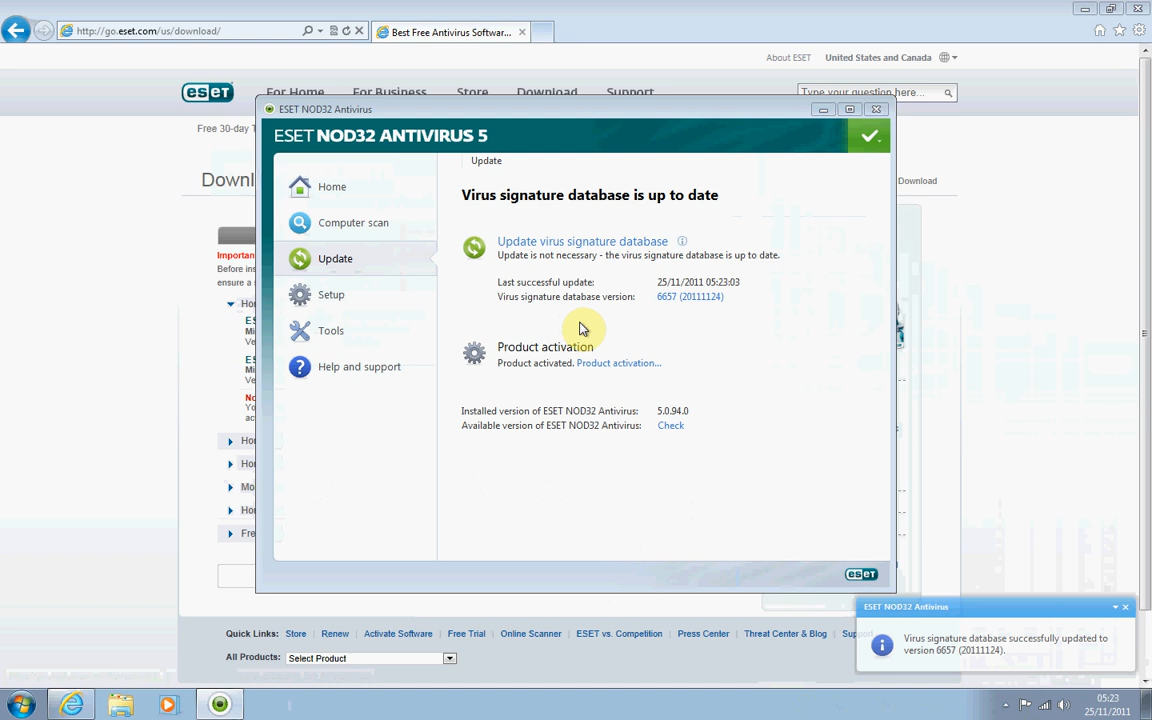 http://go.eset.com/us/download/
Best Free Antivirus Softwar...
About ESET
United States and Canada
eset
For Home
For Business
Store
Download
Support
Type your question here...
ESET NOD32 Antivirus
Free 30-day
ESET NOD32 ANTIVIRUS 5
Update
Download
Home
Virus signature database is up to date
Computer scan
Update virus signature database
Update is not necessary - the virus signature database is up to date.
Update
Last successful update: 25/11/2011 05:23:03
Virus signature database version: 6657 (20111124)
Setup
Tools
Product activation
Product activated. Product activation...
Help and support
Installed version of ESET NOD32 Antivirus: 5.0.94.0
Available version of ESET NOD32 Antivirus: Check
eset
ESET NOD32 Antivirus
Virus signature database successfully updated to
version 6657 (20111124).
Quick Links: Store Renew Activate Software Free Trial Online Scanner ESET vs. Competition Press Center Threat Center & Blog
All Products: Select Product
05:23
25/11/2011